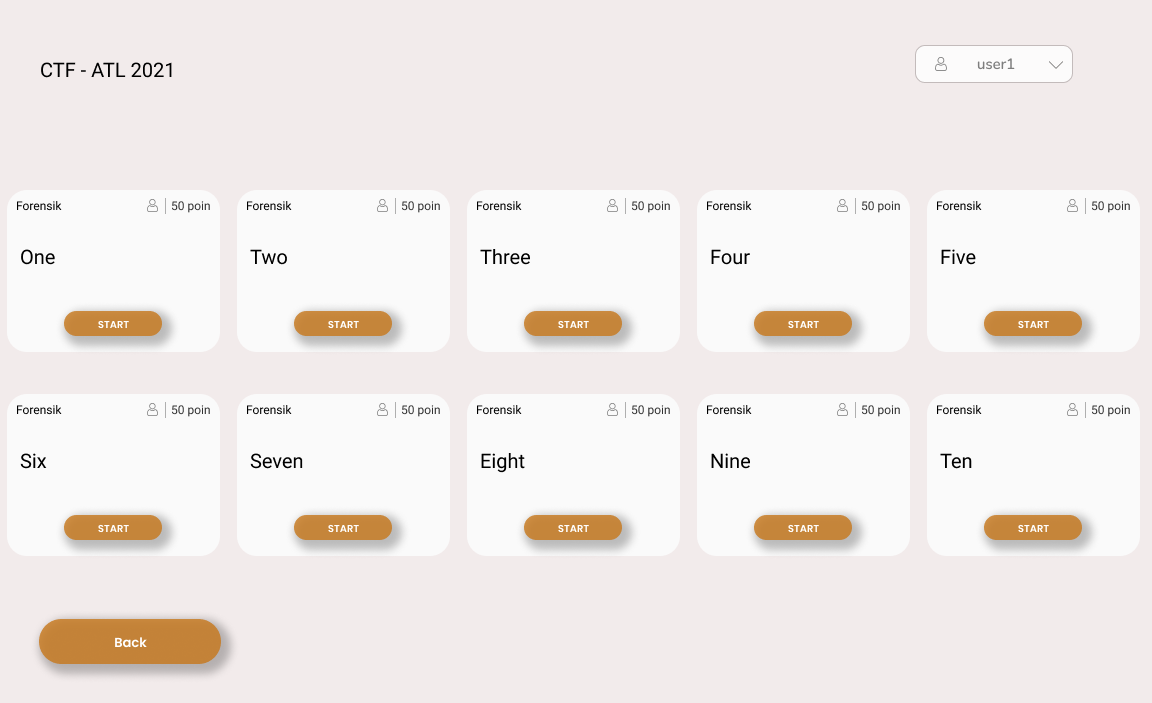 CTF - ATL 2021
user1
Forensik 50 poin
One
START
Forensik 50 poin
Two
START
Forensik 50 poin
Three
START
Forensik 50 poin
Four
START
Forensik 50 poin
Five
START
Forensik 50 poin
Six
START
Forensik 50 poin
Seven
START
Forensik 50 poin
Eight
START
Forensik 50 poin
Nine
START
Forensik 50 poin
Ten
START
Back